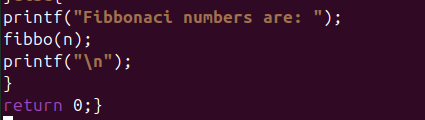 printf("Fibbonaci numbers are: ");
fibbo(n);
printf("\n");
}
return 0;}